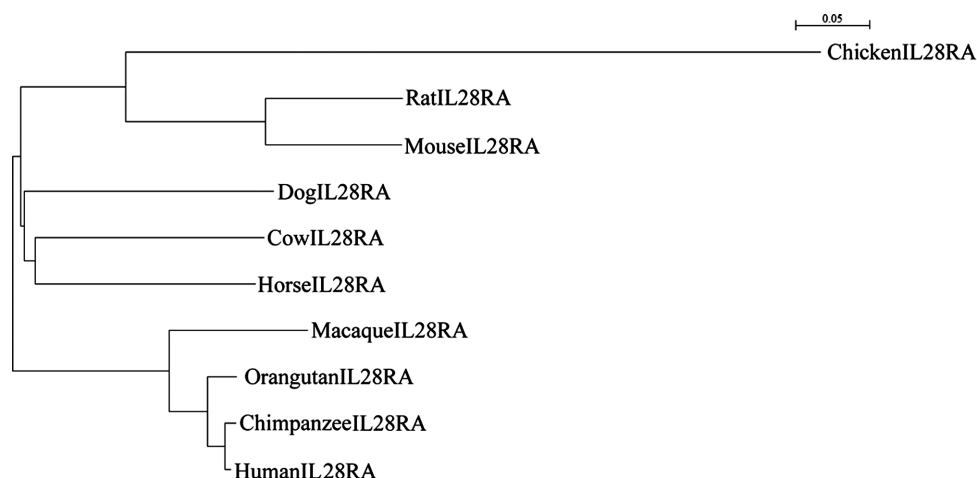 0.05
ChickenIL28RA
RatIL28RA
MouseIL28RA
DogIL28RA
CowIL28RA
HorseIL28RA
MacaqueIL28RA
OrangutanIL28RA
ChimpanzeeIL28RA
HumanIL28RA